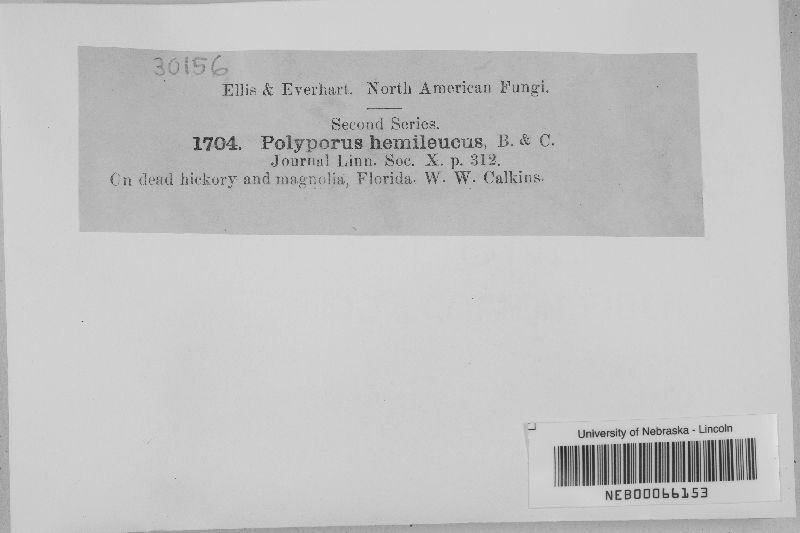 30156
Ellis & Everhart. North American Fungi.
Second Series.
1704. Polyporus hemileucus, B. & C.
Journal Linn. Soc. X. p. 312.
On dead hickory and magnolia, Florida. W. W. Calkins.
University of Nebraska - Lincoln
NEB00066153